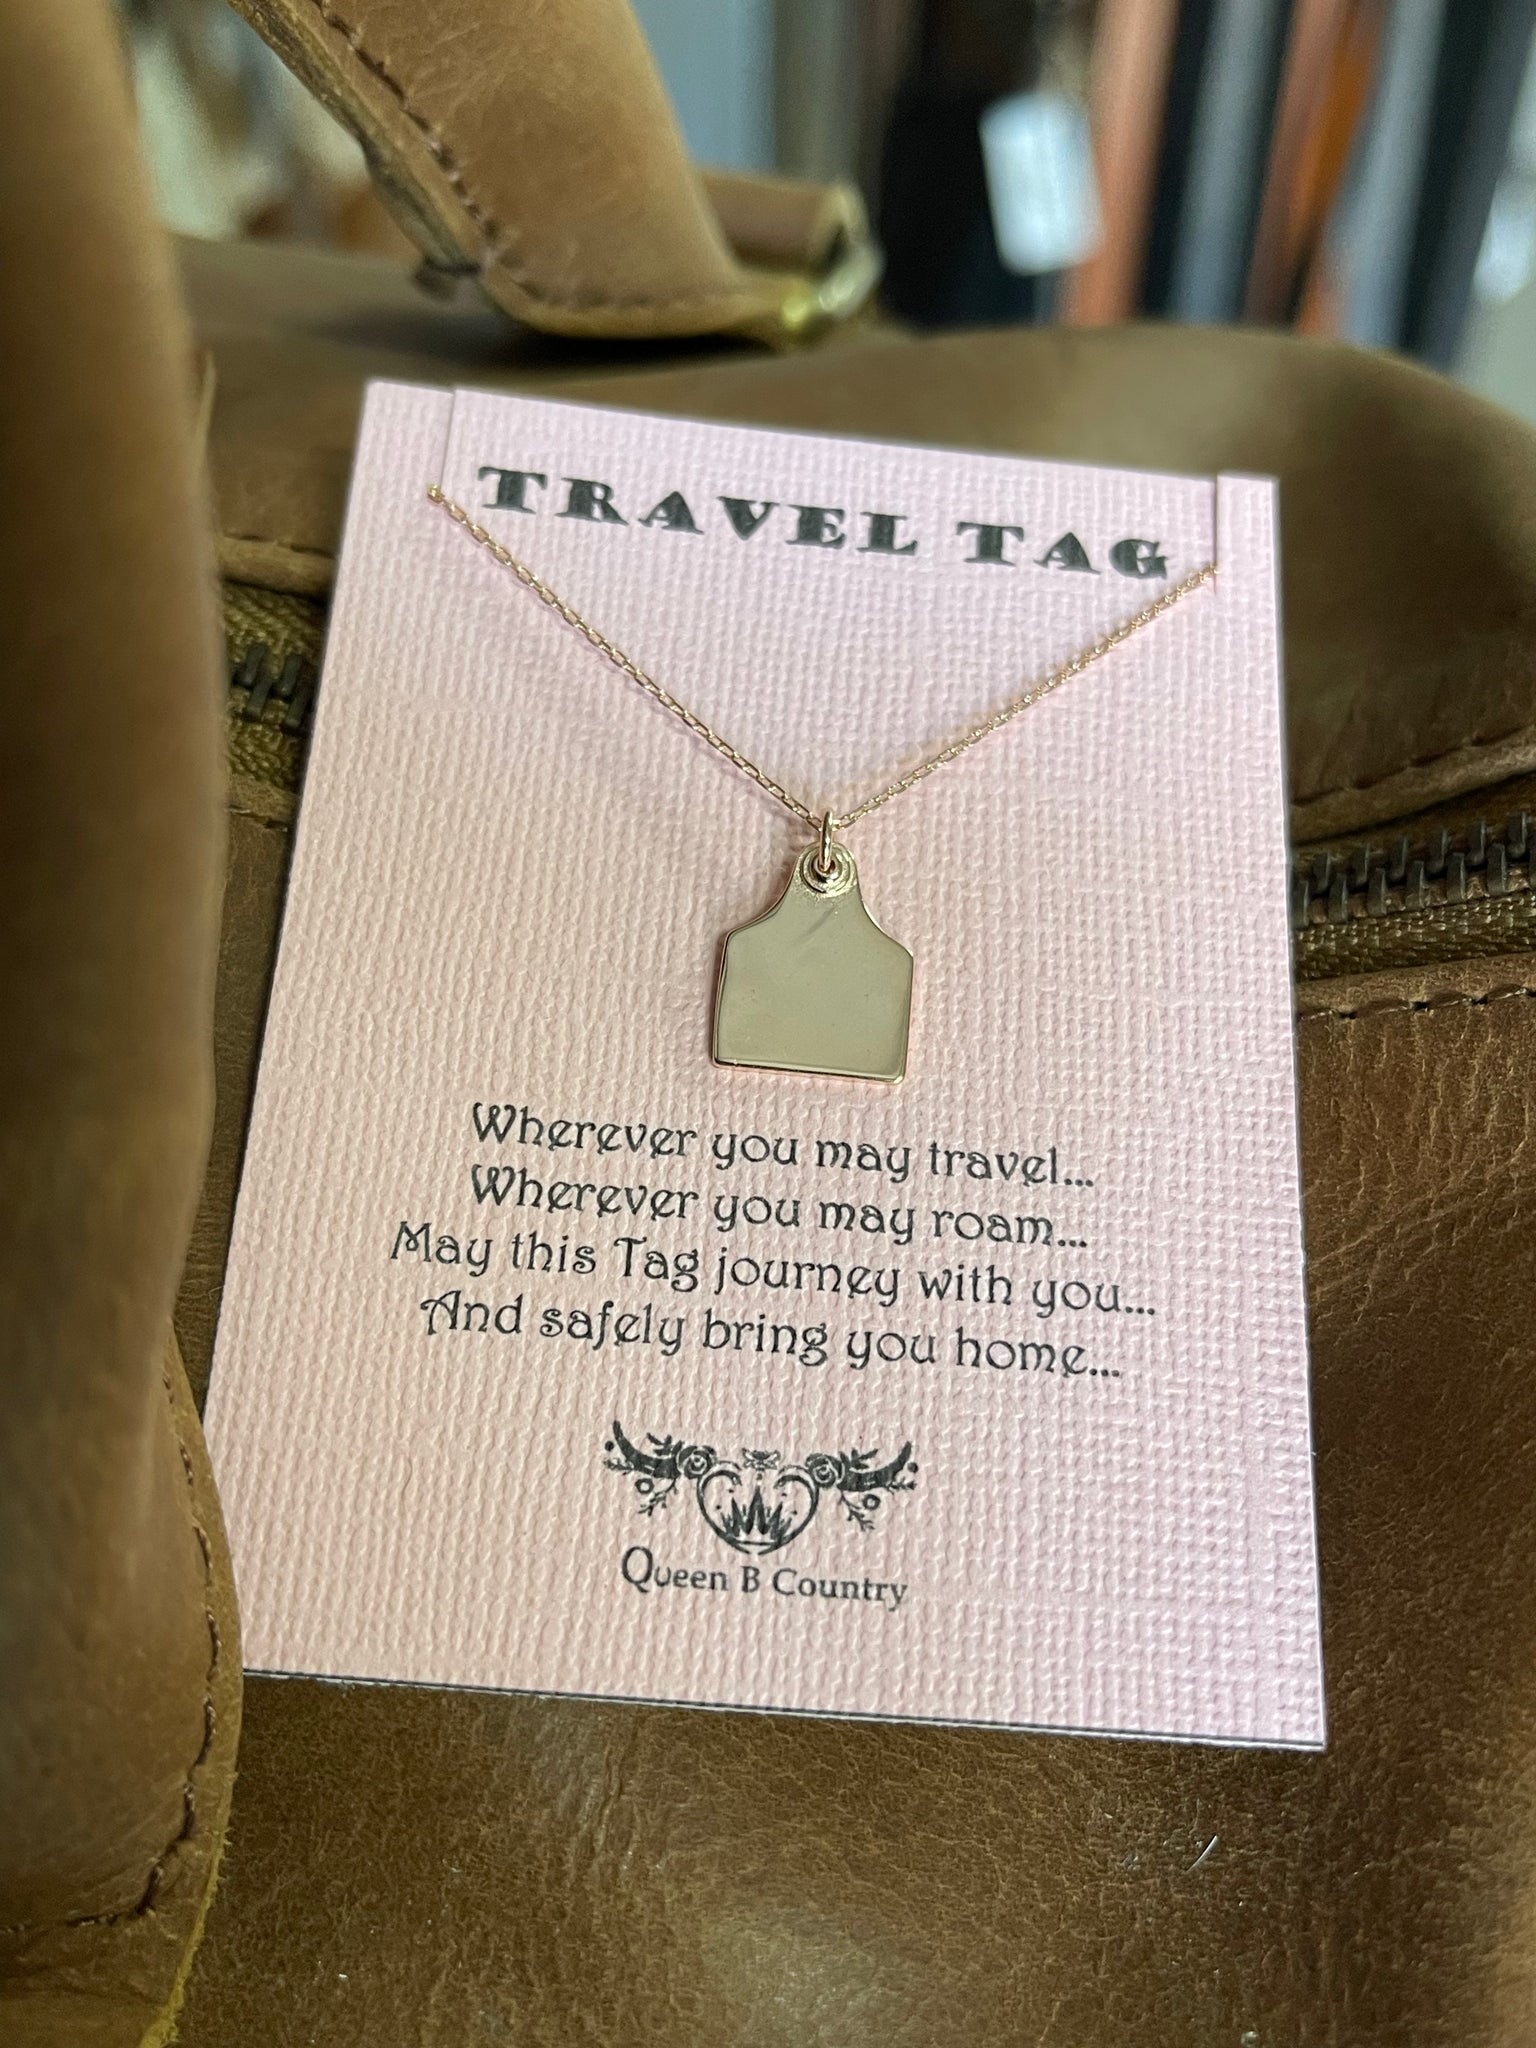 TRAVEL TAG
Wherever you may travel...
Wherever you may roam...
May this Tag journey with you...
And safely bring you home...
Queen B Country